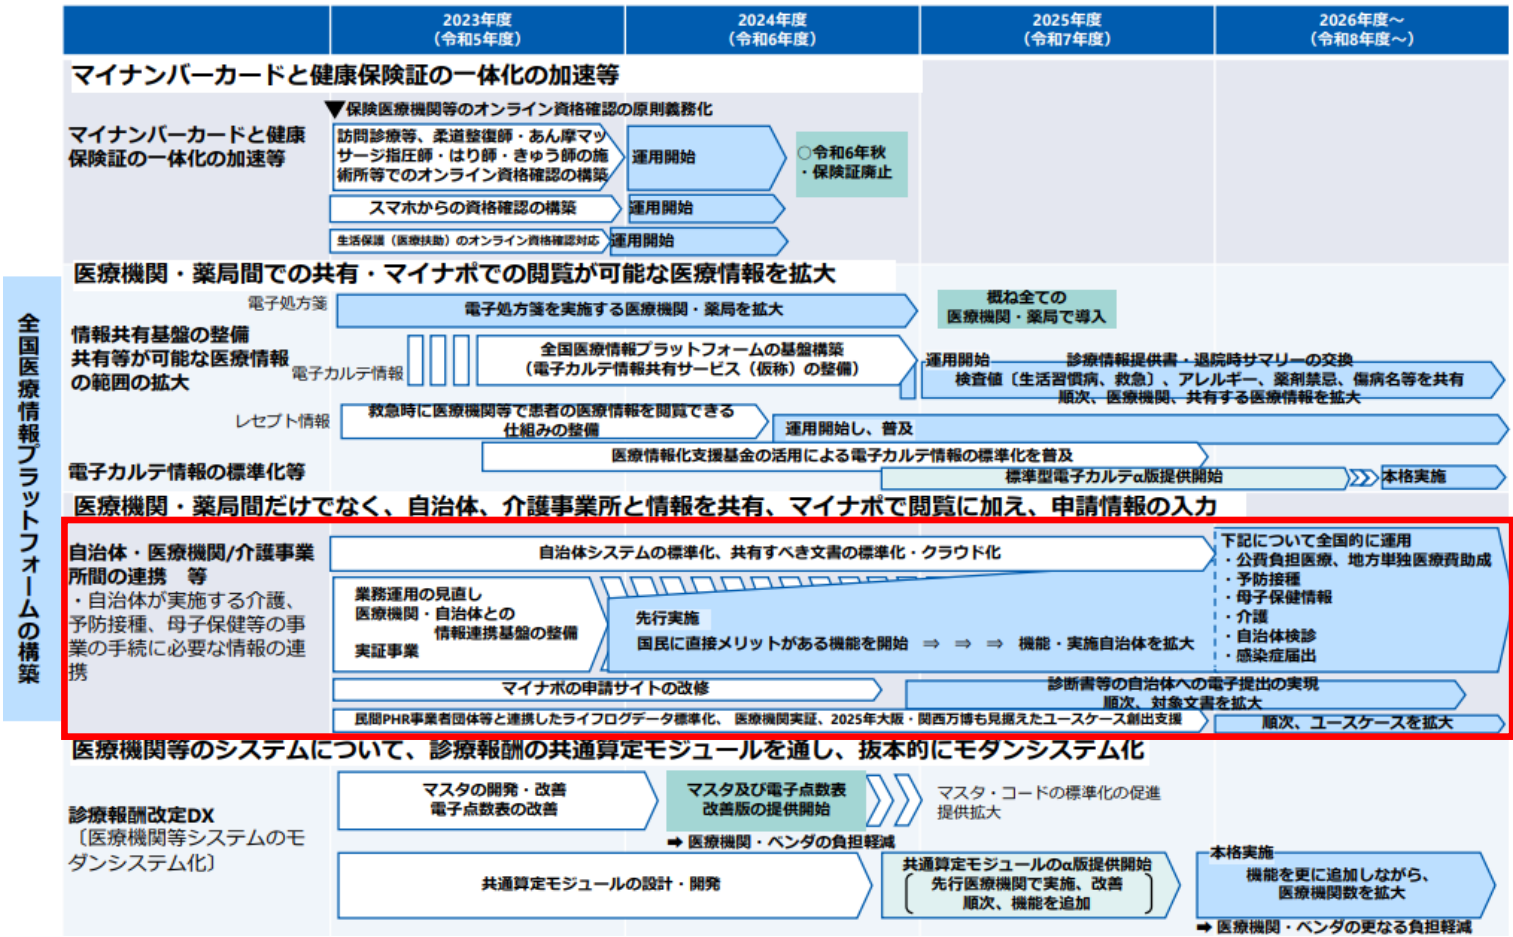 2023年度
（令和5年度）
2024年度
（令和6年度）
2025年度
（令和7年度）
2026年度～
（令和8年度～）
全国医療情報プラットフォームの構築
マイナンバーカードと健康保険証の一体化の加速等
▼保険医療機関等のオンライン資格確認の原則義務化
マイナンバーカードと健康
保険証の一体化の加速等
訪問診療等、柔道整復師・あん摩マッ
サージ指圧師・はり師・きゅう師の施
術所等でのオンライン資格確認の構築
運用開始
○令和6年秋
・保険証廃止
スマホからの資格確認の構築
運用開始
生活保護（医療扶助）のオンライン資格確認対応
運用開始
医療機関・薬局間での共有・マイナポでの閲覧が可能な医療情報を拡大
電子処方箋
電子処方箋を実施する医療機関・薬局を拡大
概ね全ての
医療機関・薬局で導入
情報共有基盤の整備
共有等が可能な医療情報
の範囲の拡大
電子カルテ情報
全国医療情報プラットフォームの基盤構築
（電子カルテ情報共有サービス（仮称）の整備）
運用開始
診療情報提供書・退院時サマリーの交換
検査値〔生活習慣病、救急〕、アレルギー、薬剤禁忌、傷病名等を共有
順次、医療機関、共有する医療情報を拡大
レセプト情報
救急時に医療機関等で患者の医療情報を閲覧できる
仕組みの整備
運用開始し、普及
医療情報化支援基金の活用による電子カルテ情報の標準化を普及
電子カルテ情報の標準化等
標準型電子カルテα版提供開始
本格実施
医療機関・薬局間だけでなく、自治体、介護事業所と情報を共有、マイナポで閲覧に加え、申請情報の入力
自治体・医療機関/介護事業
所間の連携　等
・自治体が実施する介護、
予防接種、母子保健等の事
業の手続に必要な情報の連
携
自治体システムの標準化、共有すべき文書の標準化・クラウド化
業務運用の見直し
医療機関・自治体との
情報連携基盤の整備
実証事業
先行実施
国民に直接メリットがある機能を開始　⇒　⇒　⇒　機能・実施自治体を拡大
下記について全国的に運用
・公費負担医療、地方単独医療費助成
・予防接種
・母子保健情報
・介護
・自治体検診
・感染症届出
マイナポの申請サイトの改修
診断書等の自治体への電子提出の実現
順次、対象文書を拡大
民間PHR事業者団体等と連携したライフログデータ標準化、 医療機関実証、2025年大阪・関西万博も見据えたユースケース創出支援
順次、ユースケースを拡大
医療機関等のシステムについて、診療報酬の共通算定モジュールを通し、抜本的にモダンシステム化
診療報酬改定DX
〔医療機関等システムのモ
ダンシステム化〕
マスタの開発・改善
電子点数表の改善
マスタ及び電子点数表
改善版の提供開始
マスタ・コードの標準化の促進
提供拡大
➡ 医療機関・ベンダの負担軽減
共通算定モジュールの設計・開発
共通算定モジュールのα版提供開始
先行医療機関で実施、改善
順次、機能を追加
本格実施
機能を更に追加しながら、
医療機関数を拡大
➡ 医療機関・ベンダの更なる負担軽減